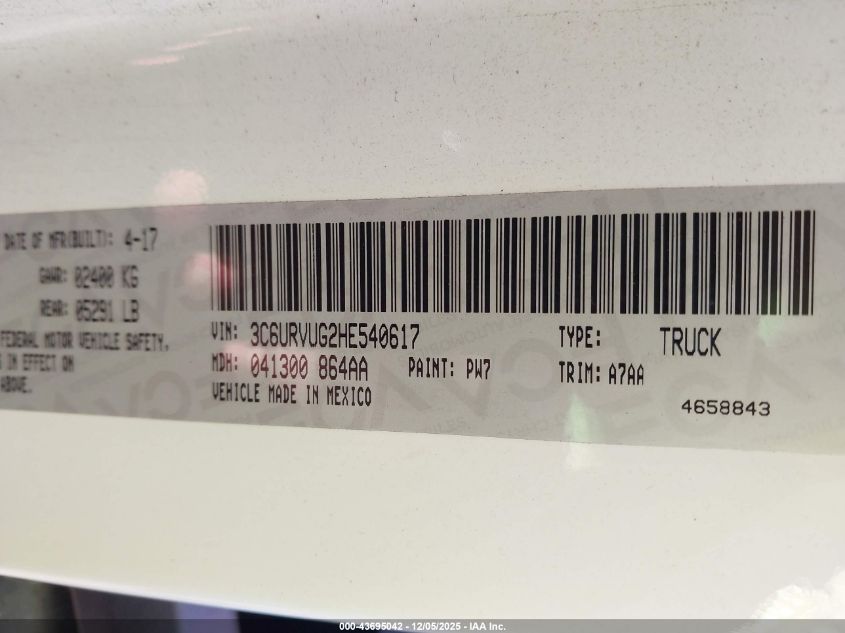 DATE OF MFR(BUILT): 4-17
GAWR: 02400 KG
REAR: 05291 LB
FEDERAL MOTOR VEHICLE SAFETY,
IN EFFECT ON
ABOVE.
VIN: 3C6URVUG2HE540617 TYPE: TRUCK
MDH: 041300 864AA PAINT: PW7 TRIM: A7AA
VEHICLE MADE IN MEXICO
4658843
000-43695042 - 12/05/2025 - IAA Inc.